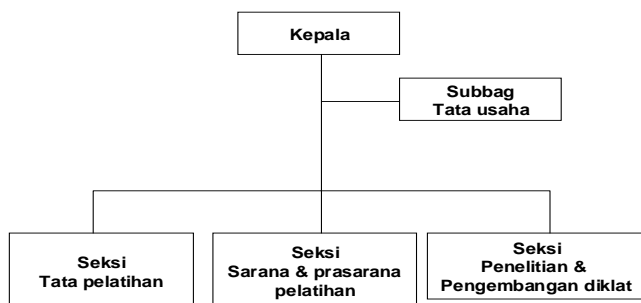 Kepala
Subbag
Tata usaha
Seksi
Tata pelatihan
Seksi
Sarana & prasarana
pelatihan
Seksi
Penelitian &
Pengembangan diklat